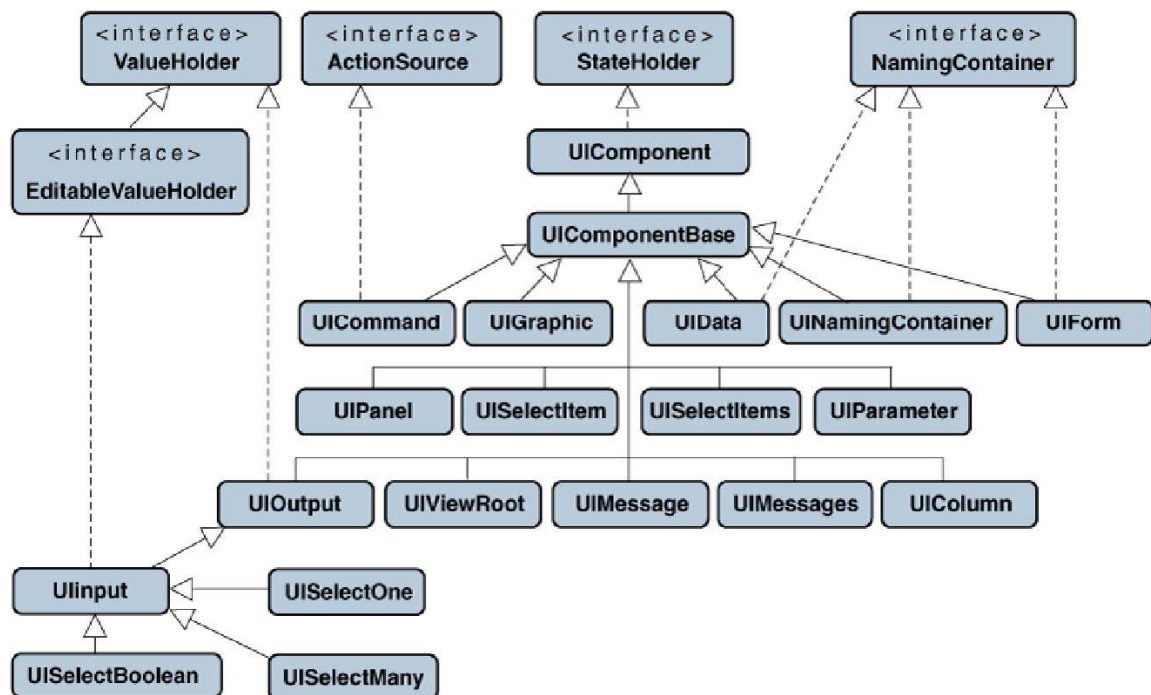 <interface>
ValueHolder
<interface>
ActionSource
<interface>
StateHolder
<interface>
NamingContainer
<interface>
EditableValueHolder
UIComponent
UIComponentBase
UICommand
UIGraphic
UIData
UINamingContainer
UIForm
UIPanel
UISelectItem
UISelectItems
UIParameter
UIOutput
UIViewRoot
UIMessage
UIMessages
UIColumn
UIinput
UISelectOne
UISelectBoolean
UISelectMany